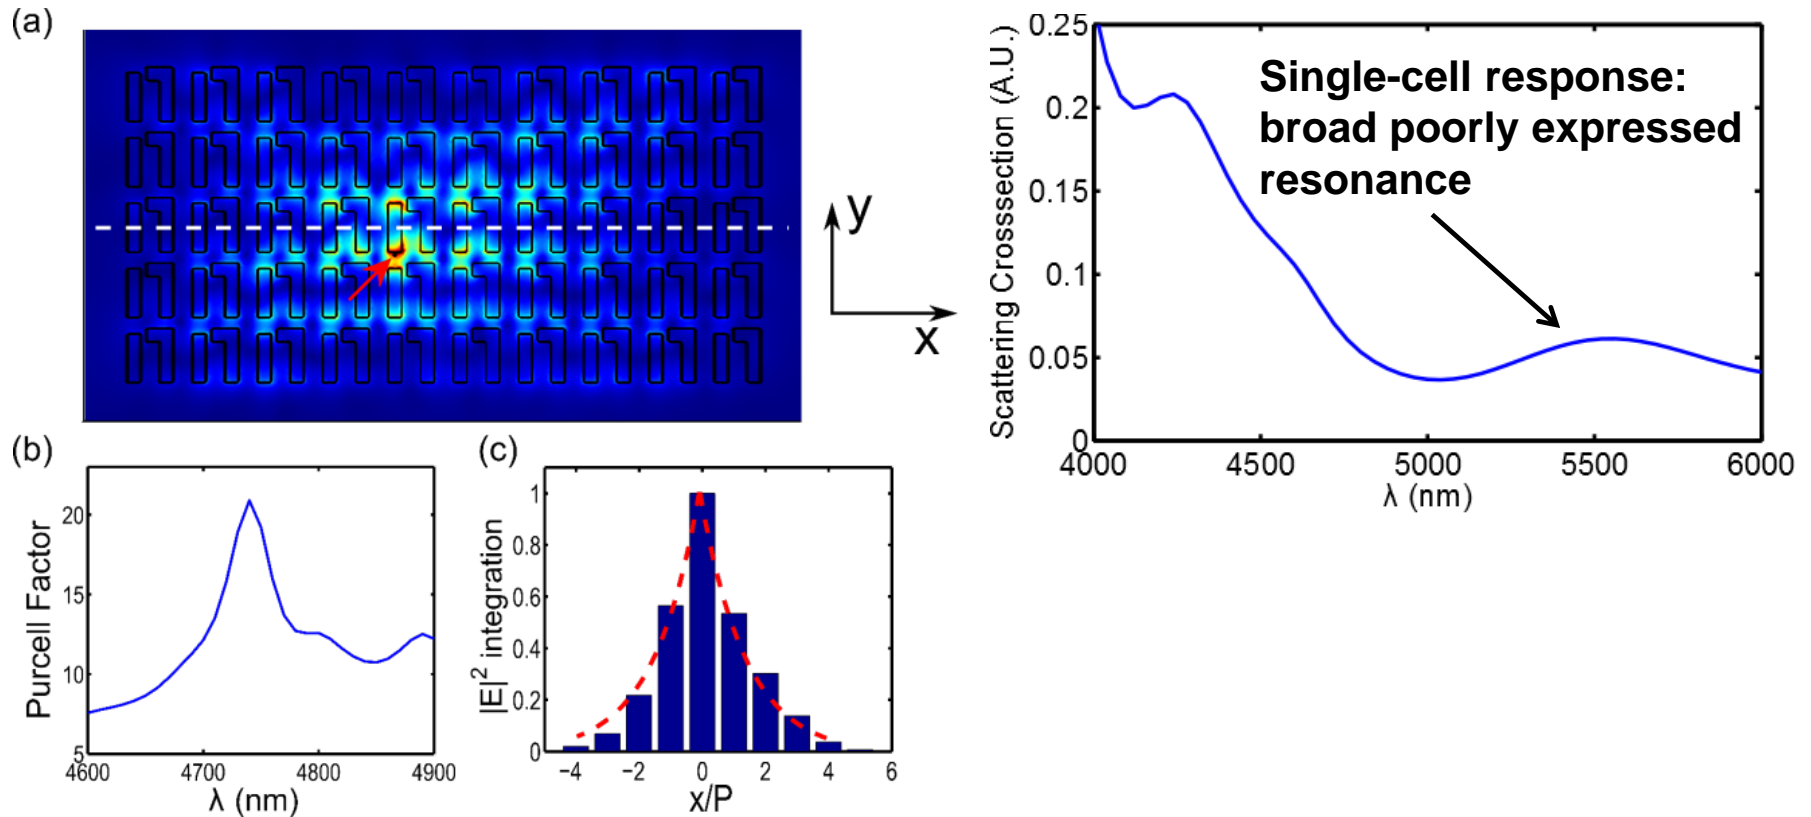 (a)
y
x
0.25
0.2
0.15
0.1
0.05
0
Scattering Crossection (A.U.)
Single-cell response:
broad poorly expressed
resonance
4000 4500 5000 5500 6000
λ (nm)
(b)
20
15
10
5
Purcell Factor
4600 4700 4800 4900
λ (nm)
(c)
1
0.8
0.6
0.4
0.2
0
|E|² integration
−4 −2 0 2 4 6
x/P